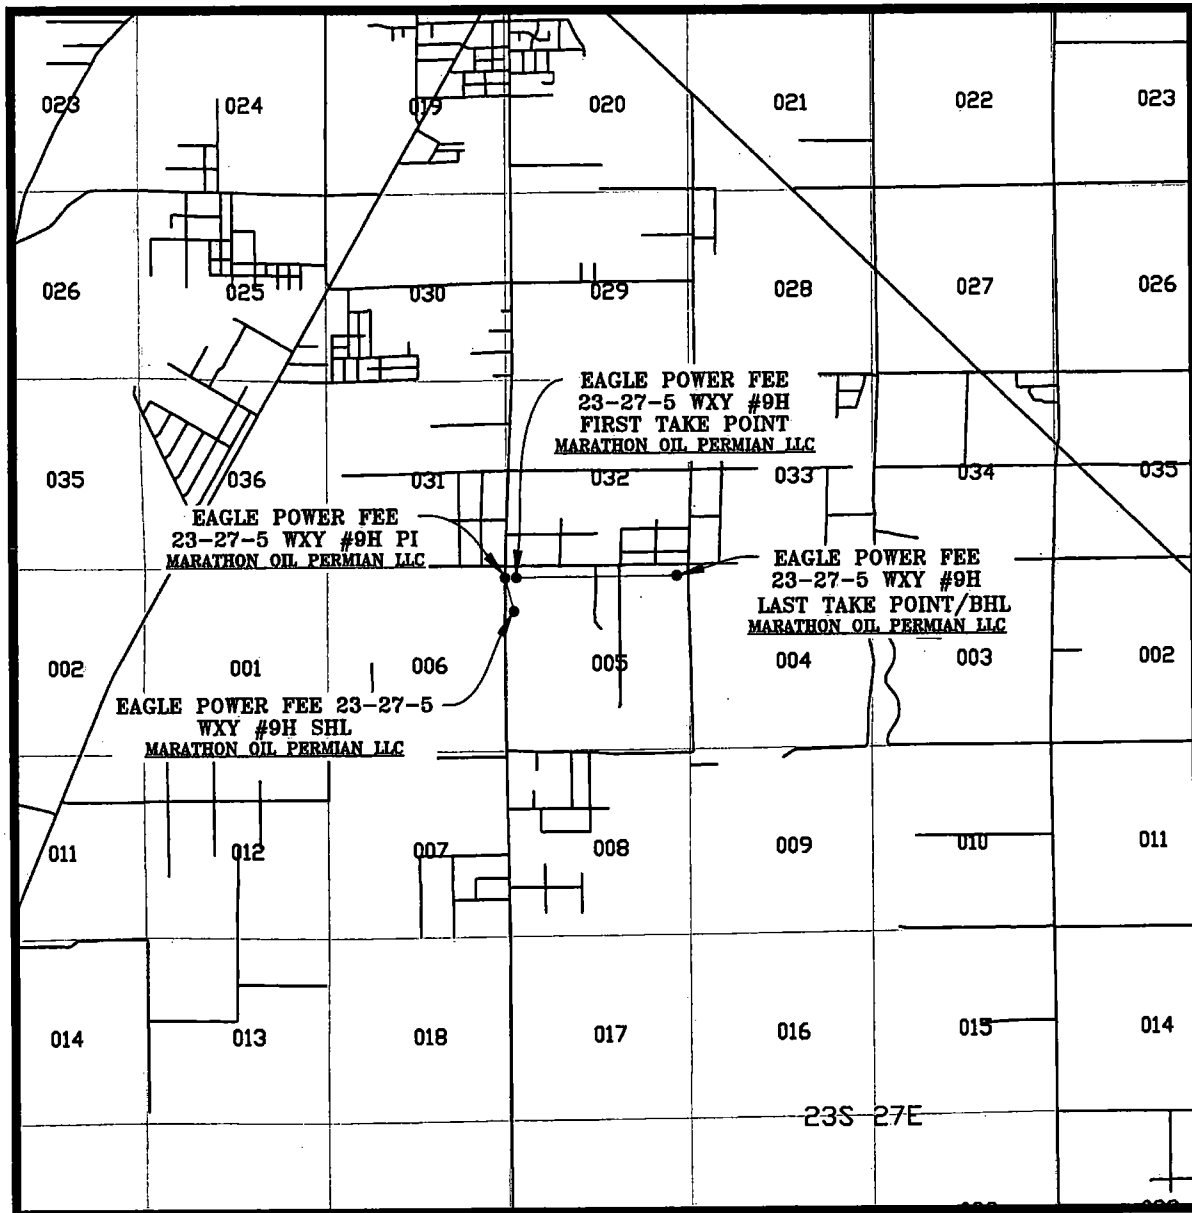 023 024 019 020 021 022 023
026 025 030 029 028 027 026
EAGLE POWER FEE
23-27-5 WXY #9H
FIRST TAKE POINT
MARATHON OIL PERMIAN LLC
035 036 031 032 033 034 035
EAGLE POWER FEE
23-27-5 WXY #9H PI
MARATHON OIL PERMIAN LLC
EAGLE POWER FEE
23-27-5 WXY #9H
LAST TAKE POINT/BHL
MARATHON OIL PERMIAN LLC
002 001 006 005 004 003 002
EAGLE POWER FEE 23-27-5
WXY #9H SHL
MARATHON OIL PERMIAN LLC
011 012 007 008 009 010 011
014 013 018 017 016 015 014
23S 27E